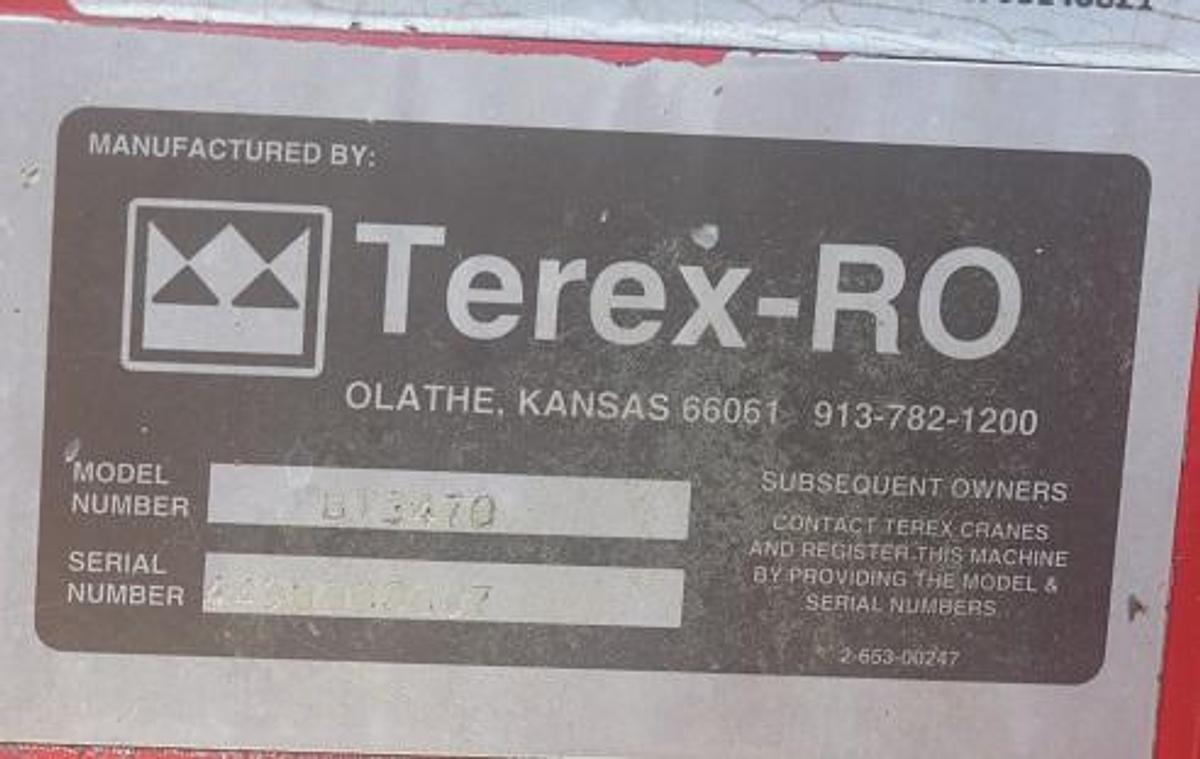 MANUFACTURED BY:
Terex-RO
OLATHE, KANSAS 66061 913-782-1200
MODEL
NUMBER
BT3470
SERIAL
NUMBER
SUBSEQUENT OWNERS
CONTACT TEREX CRANES
AND REGISTER THIS MACHINE
BY PROVIDING THE MODEL &
SERIAL NUMBERS
2-653-00247